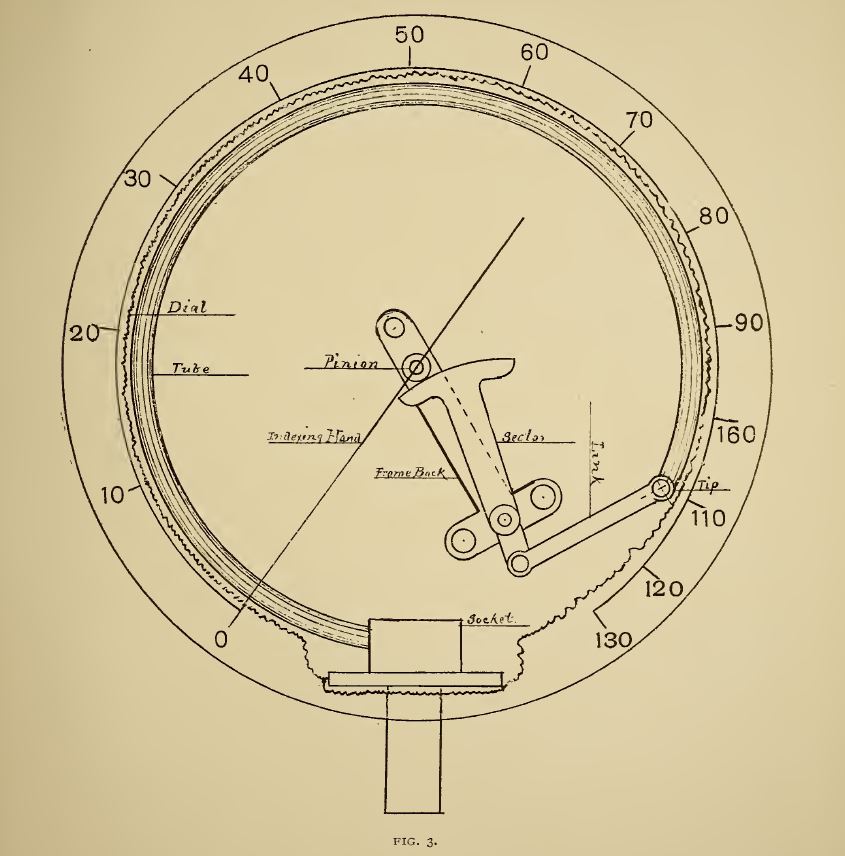 50
40
60
30
70
80
Dial
20
90
Pinion
Tube
Indexing Hand
Sector
160
Frame Back
Link
Tip
10
110
120
Socket.
0
130
FIG. 3.